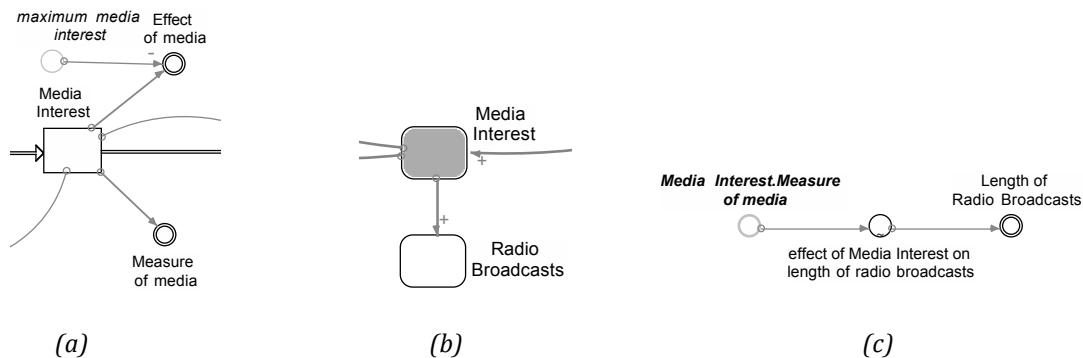 maximum media
interest
Effect
of media
-
Media
Interest
Measure
of media
(a)
Media
Interest
+
+
Radio
Broadcasts
(b)
Media Interest.Measure
of media
Length of
Radio Broadcasts
effect of Media Interest on
length of radio broadcasts
(c)